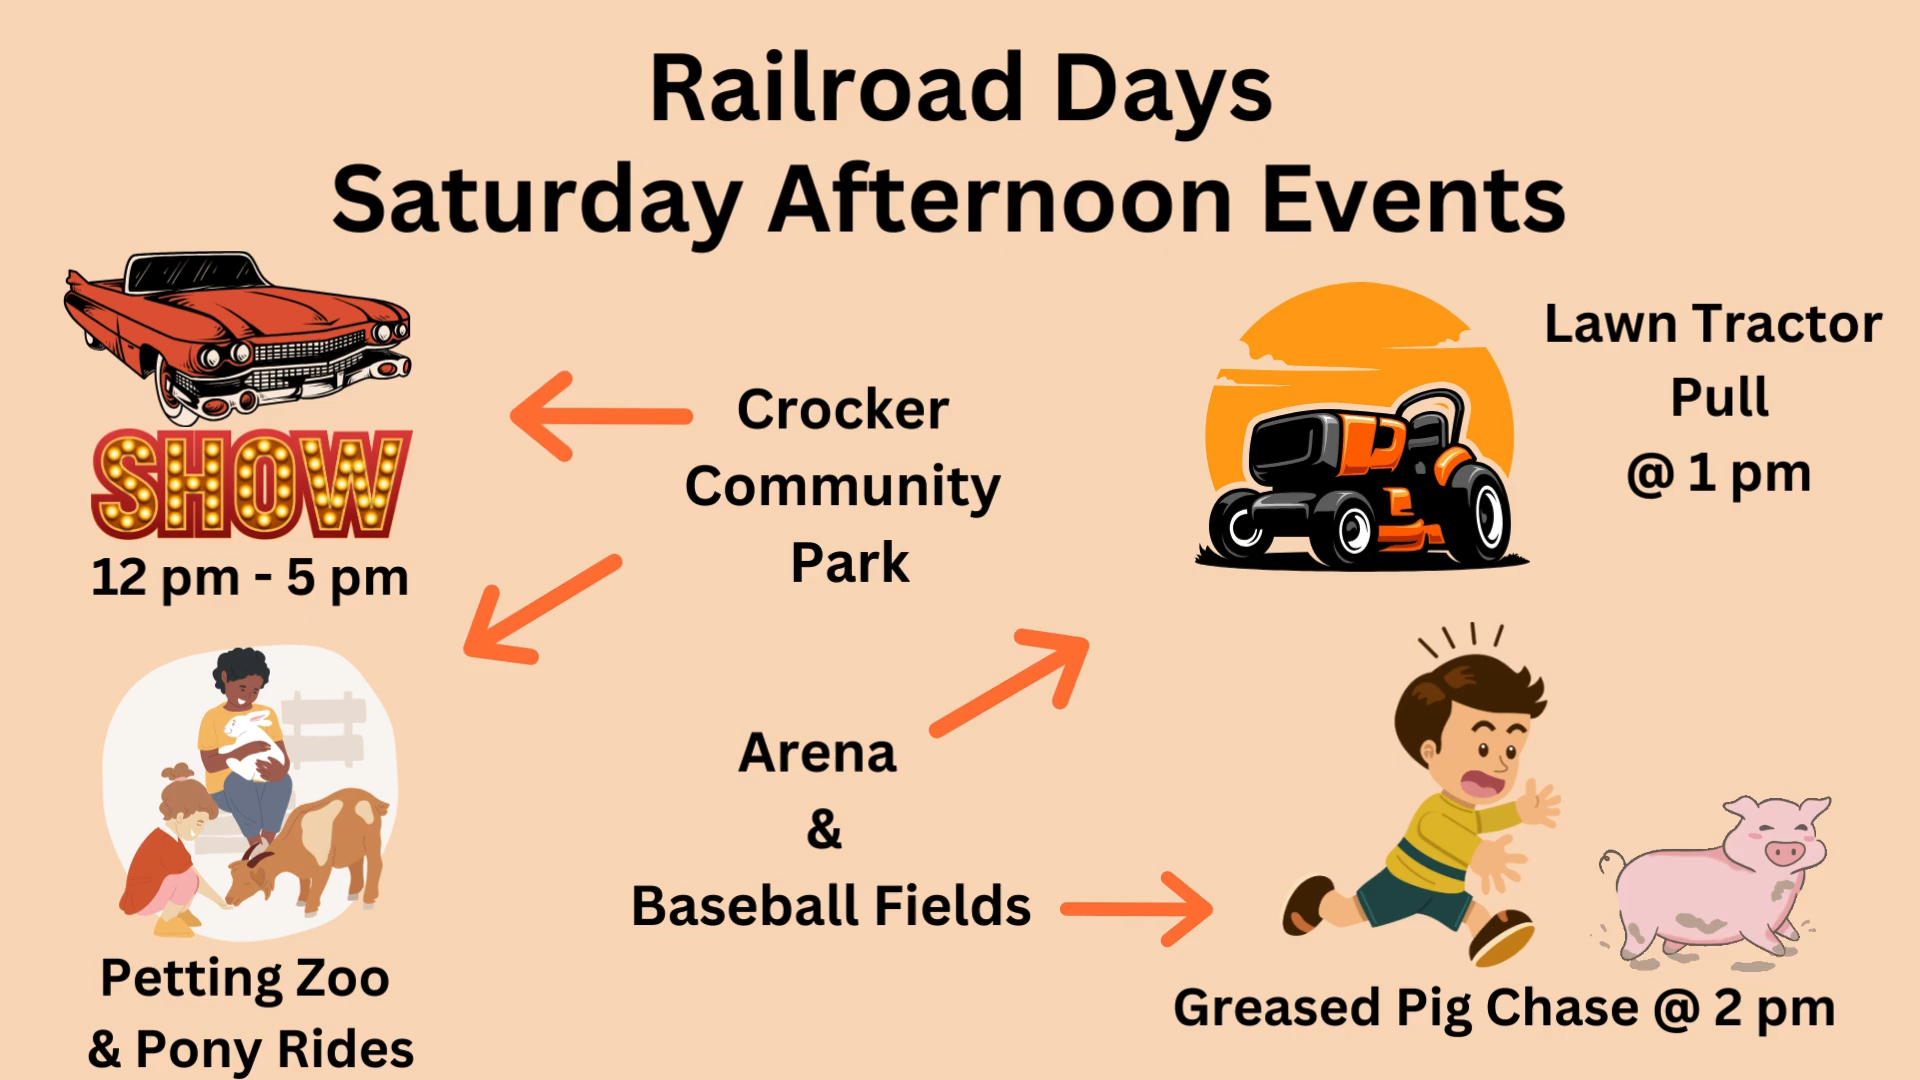 Railroad Days
Saturday Afternoon Events
SHOW
12 pm - 5 pm
Crocker
Community
Park
Lawn Tractor
Pull
@ 1 pm
Petting Zoo
& Pony Rides
Arena
&
Baseball Fields
Greased Pig Chase @ 2 pm